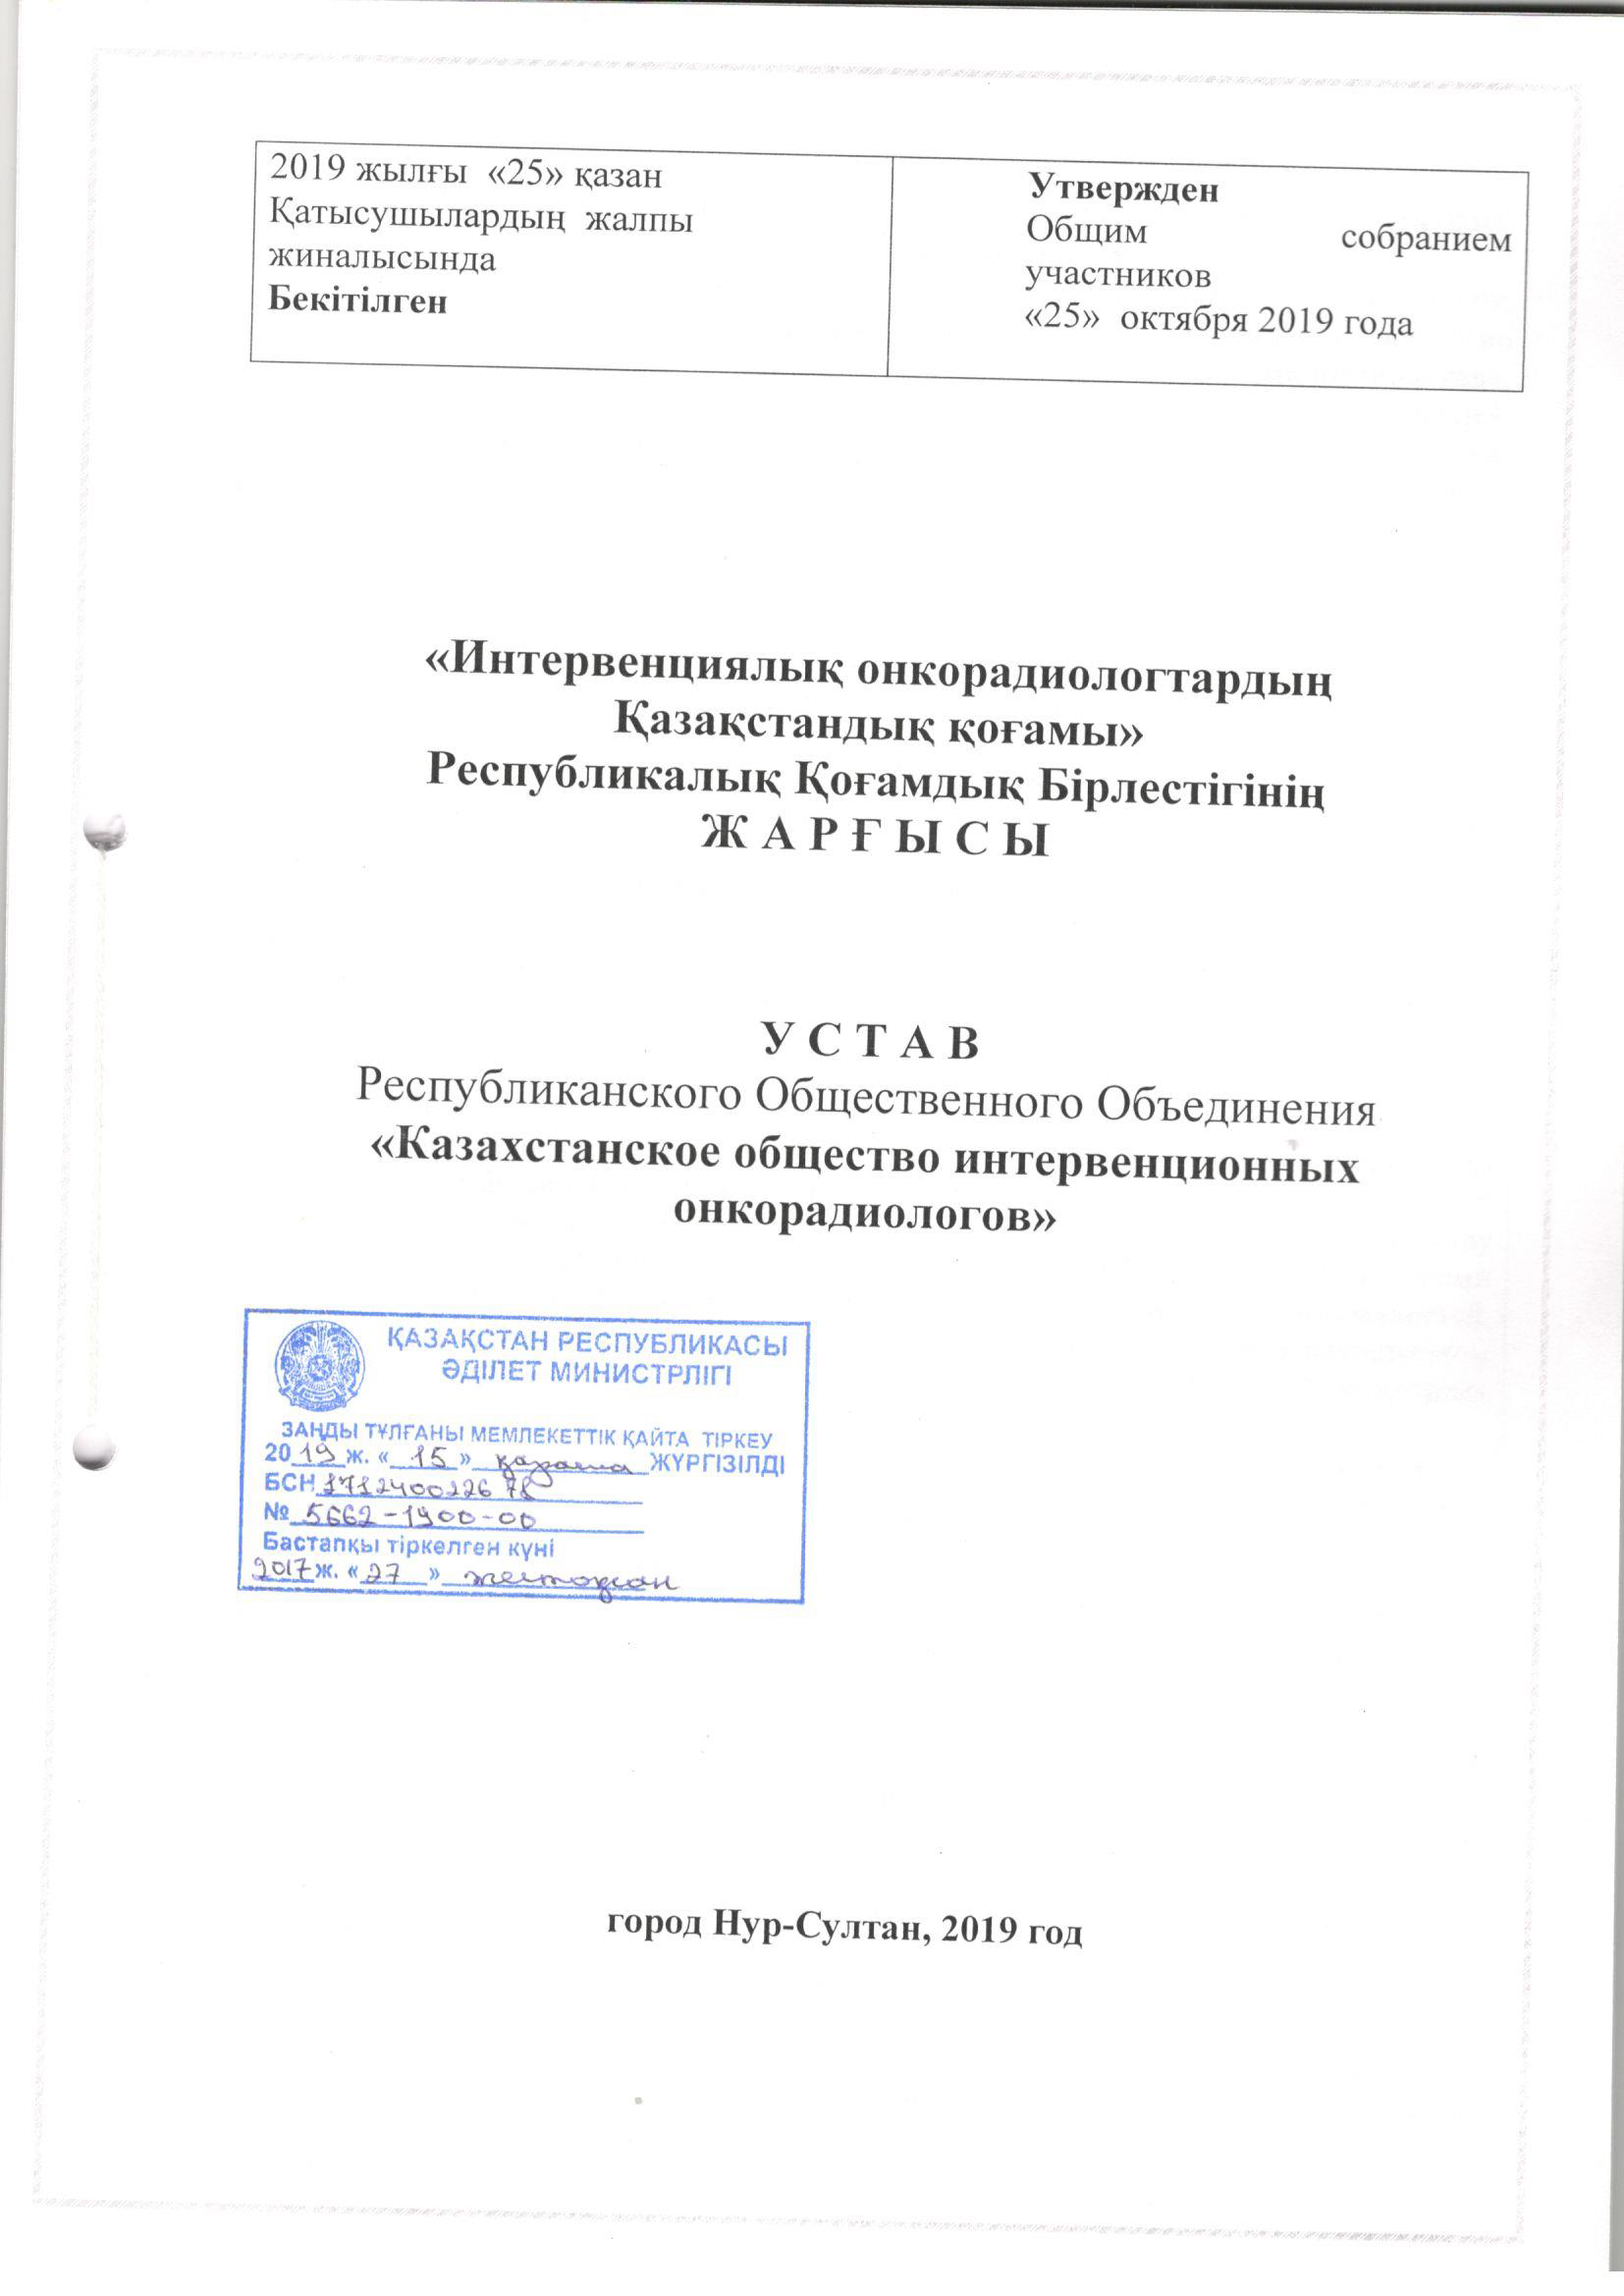 2019 жылғы «25» қазан
Қатысушылардың жалпы
жиналысында
Бекітілген
Утвержден
Общим собранием
участников
«25» октября 2019 года
«Интервенциялық онкорадиологтардың
Қазақстандық қоғамы»
Республикалық Қоғамдық Бірлестігінің
Ж А Р Ғ Ы С Ы
У С Т А В
Республиканского Общественного Объединения
«Казахстанское общество интервенционных
онкорадиологов»
ҚАЗАҚСТАН РЕСПУБЛИКАСЫ
ӘДІЛЕТ МИНИСТРЛІГІ
ЗАҢДЫ ТҰЛҒАНЫ МЕМЛЕКЕТТІК ҚАЙТА ТІРКЕУ
2019 ж. «15» қараша ЖҮРГІЗІЛДІ
БСН 171240022678
№ 5662-1900-00
Бастапқы тіркелген күні
2017 ж. «27» желтоқсан
город Нур-Султан, 2019 год